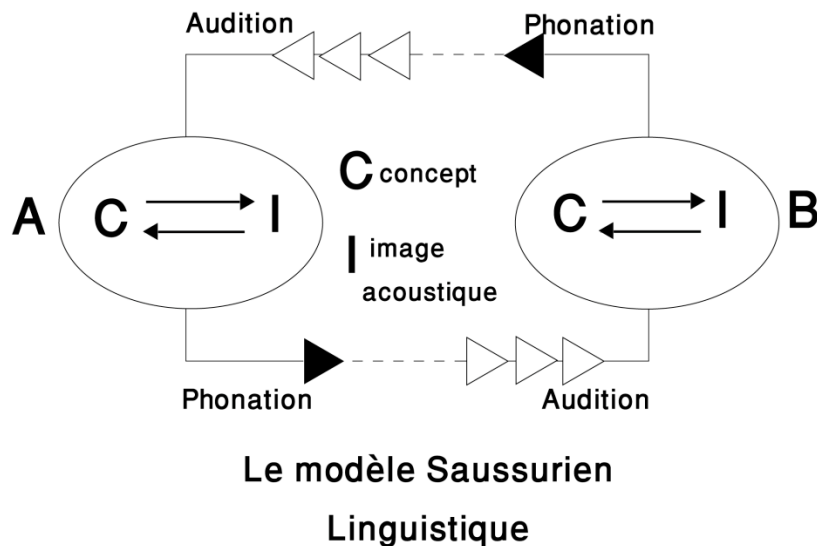 Audition
Phonation
A
C
I
C concept
I image
acoustique
C
I
B
Phonation
Audition
Le modèle Saussurien
Linguistique